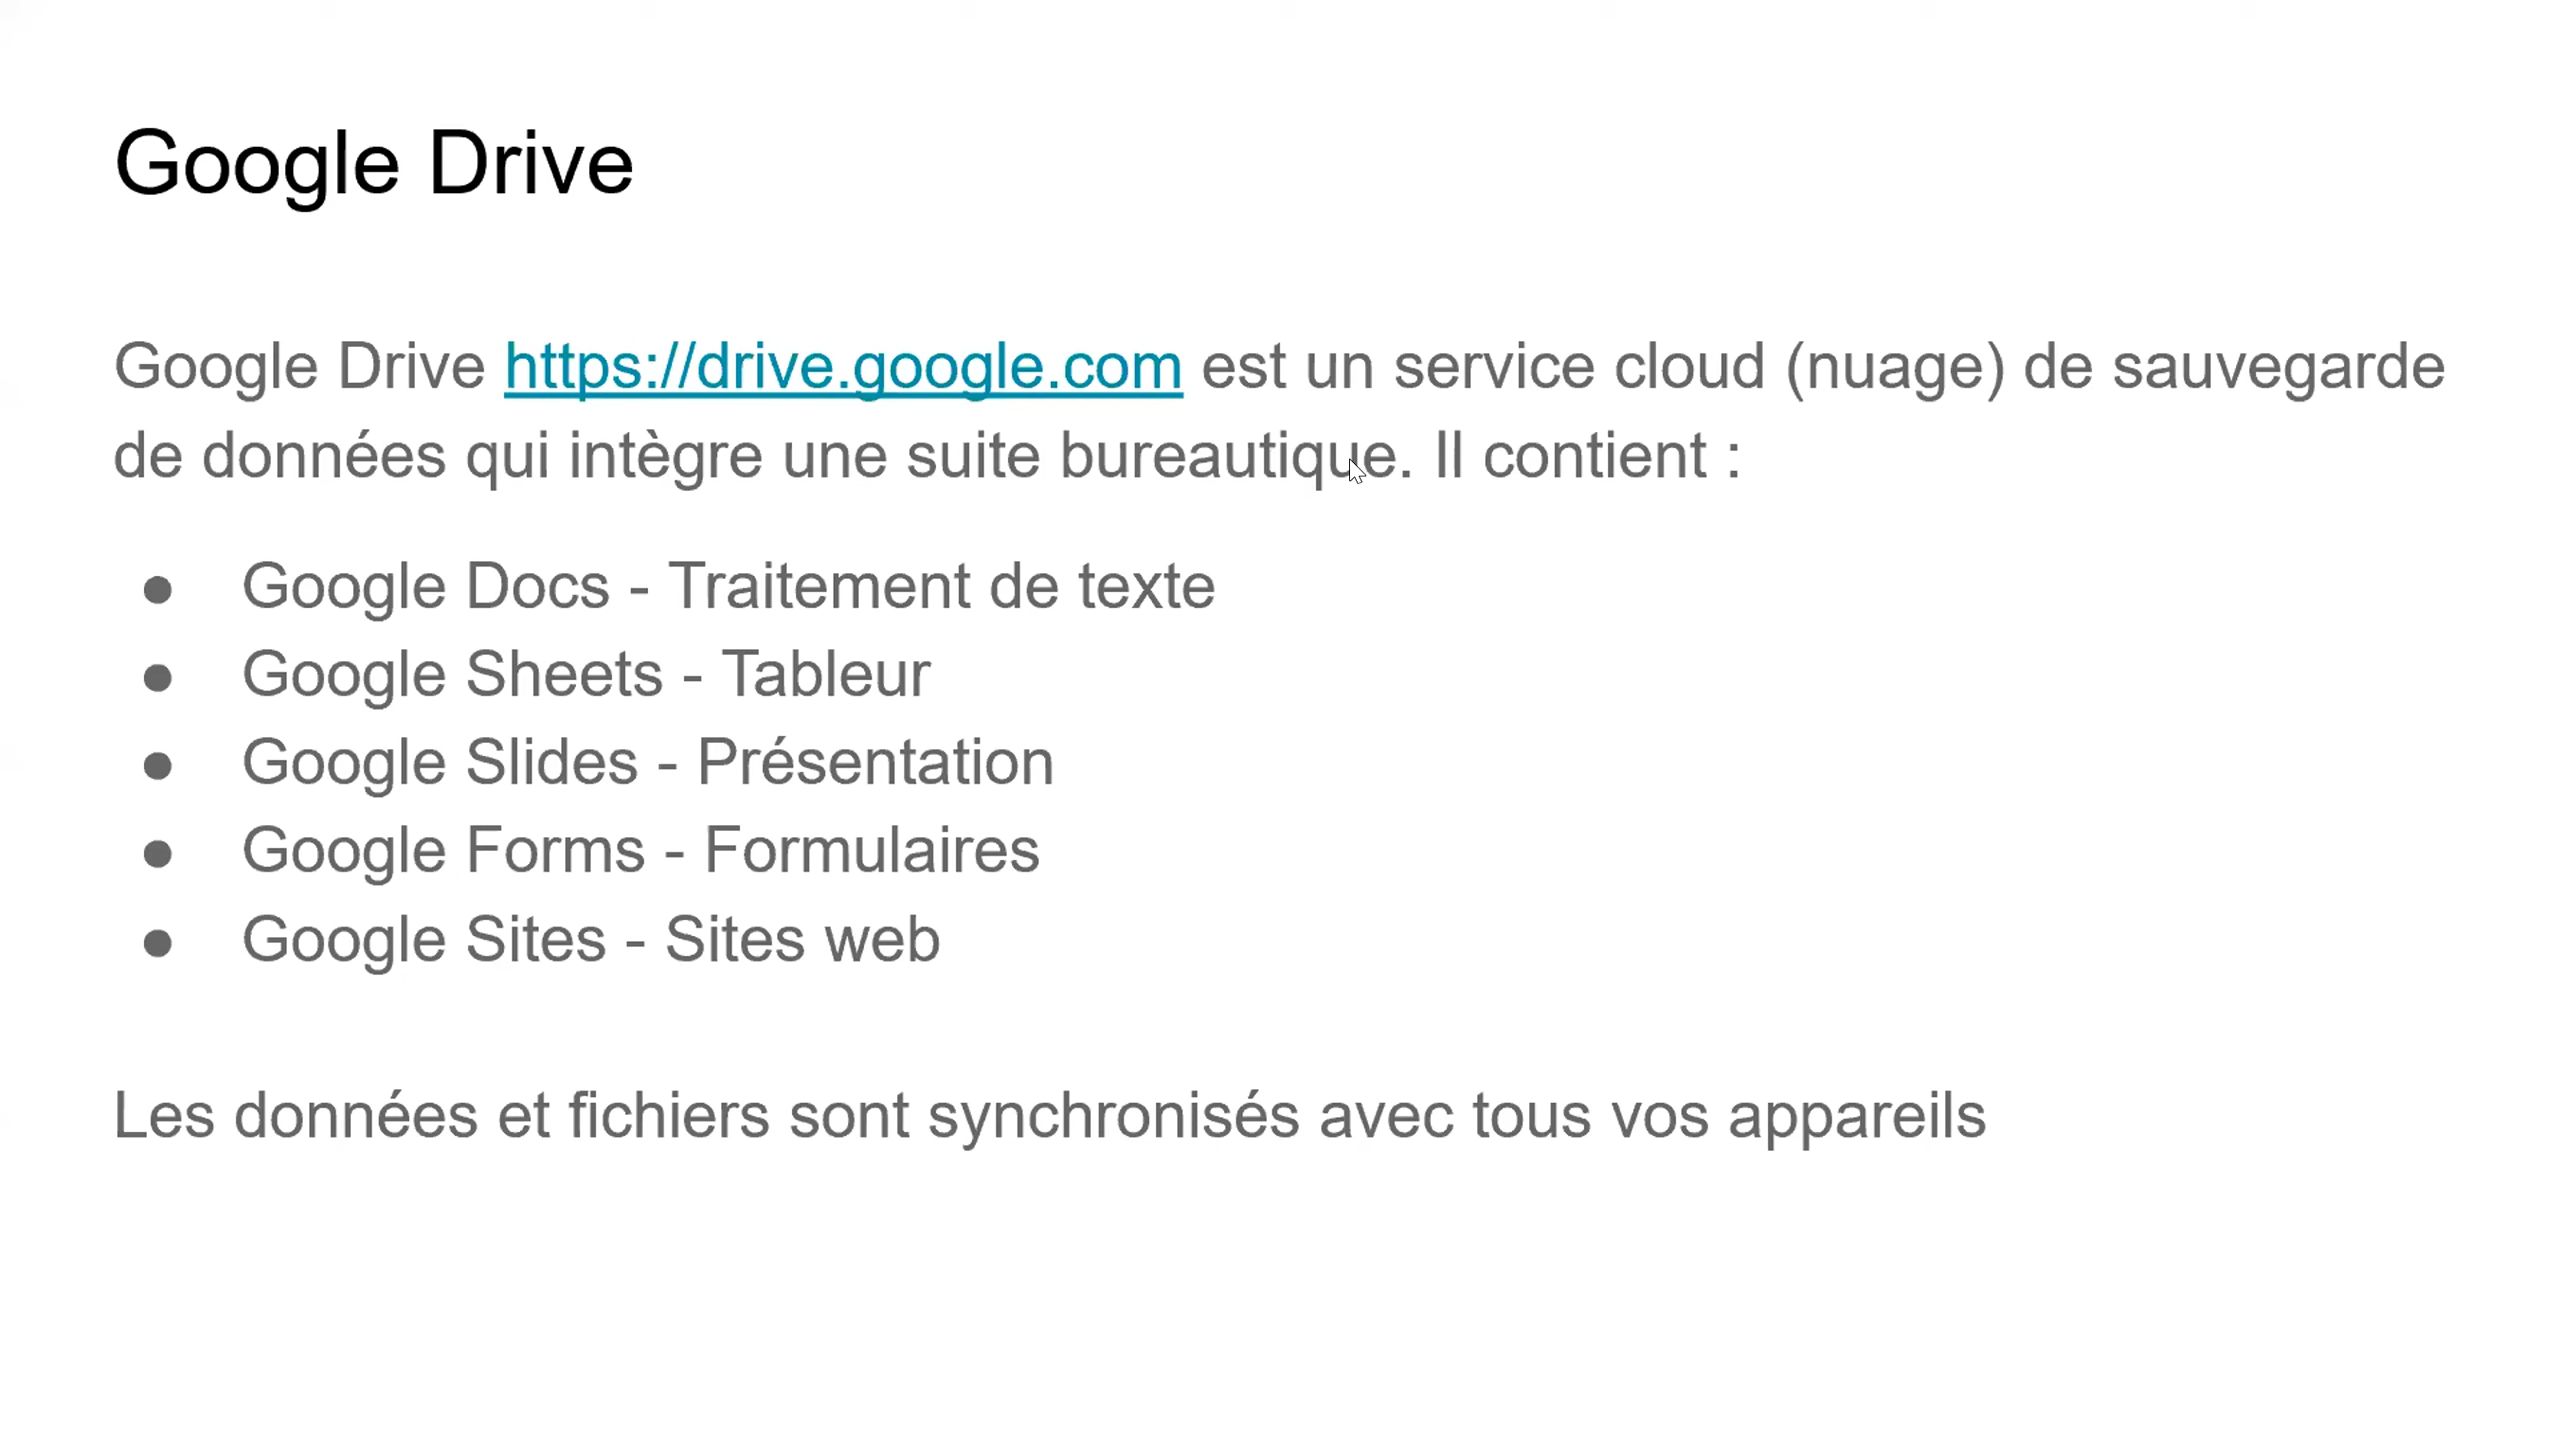 Google Drive
Google Drive https://drive.google.com est un service cloud (nuage) de sauvegarde
de données qui intègre une suite bureautique. Il contient :
● Google Docs - Traitement de texte
● Google Sheets - Tableur
● Google Slides - Présentation
● Google Forms - Formulaires
● Google Sites - Sites web
Les données et fichiers sont synchronisés avec tous vos appareils